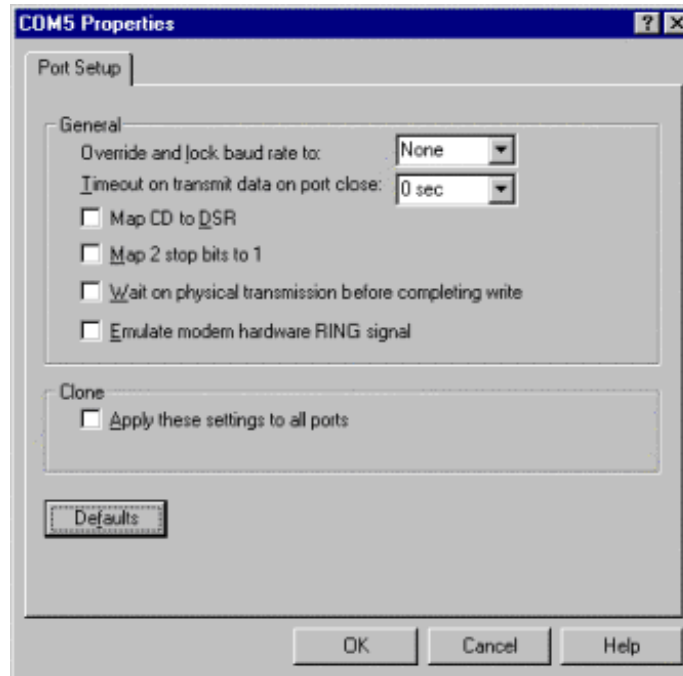 COM5 Properties
Port Setup
General
Override and lock baud rate to: None
Timeout on transmit data on port close: 0 sec
Map CD to DSR
Map 2 stop bits to 1
Wait on physical transmission before completing write
Emulate modem hardware RING signal
Clone
Apply these settings to all ports
Defaults
OK Cancel Help